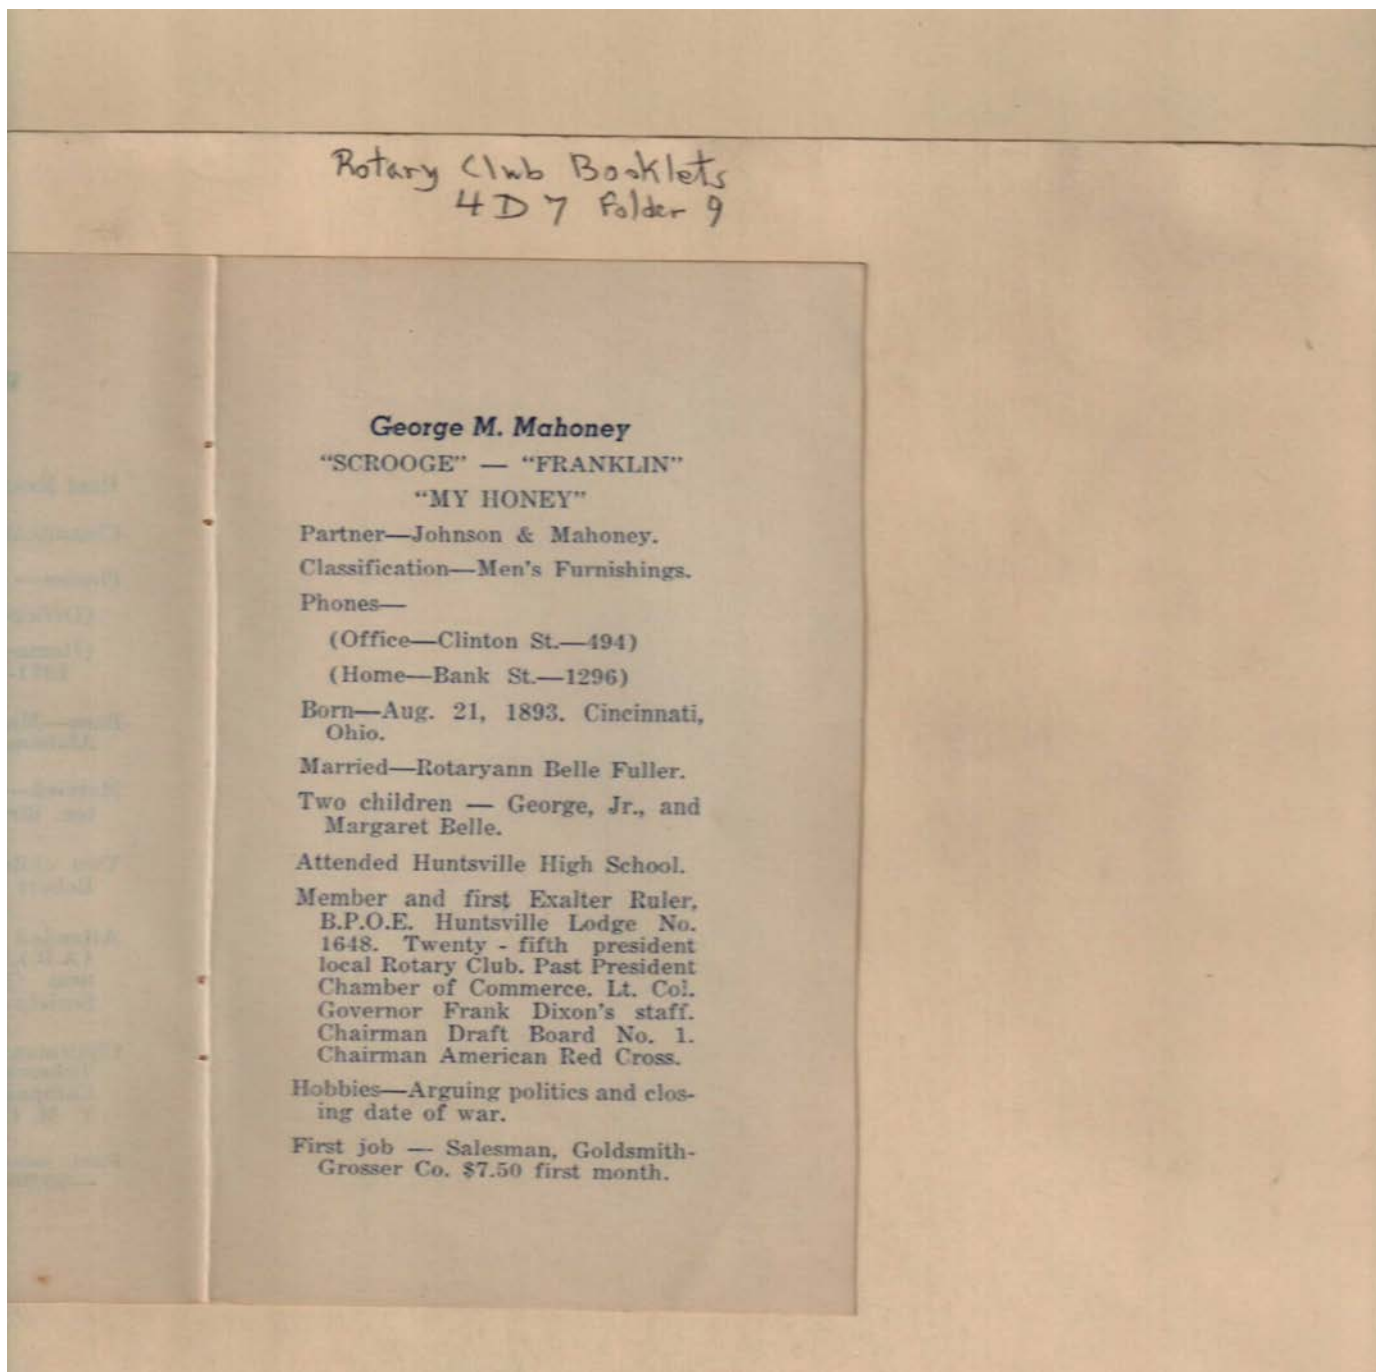 Rotary Club Booklets
4D7 Folder 9
George M. Mahoney
"SCROOGE" — "FRANKLIN"
"MY HONEY"
Partner—Johnson & Mahoney.
Classification—Men's Furnishings.
Phones—
(Office—Clinton St.—494)
(Home—Bank St.—1296)
Born—Aug. 21, 1893. Cincinnati,
Ohio.
Married—Rotaryann Belle Fuller.
Two children — George, Jr., and
Margaret Belle.
Attended Huntsville High School.
Member and first Exalter Ruler,
B.P.O.E. Huntsville Lodge No.
1648. Twenty - fifth president
local Rotary Club. Past President
Chamber of Commerce. Lt. Col.
Governor Frank Dixon's staff.
Chairman Draft Board No. 1.
Chairman American Red Cross.
Hobbies—Arguing politics and clos-
ing date of war.
First job — Salesman, Goldsmith-
Grosser Co. $7.50 first month.